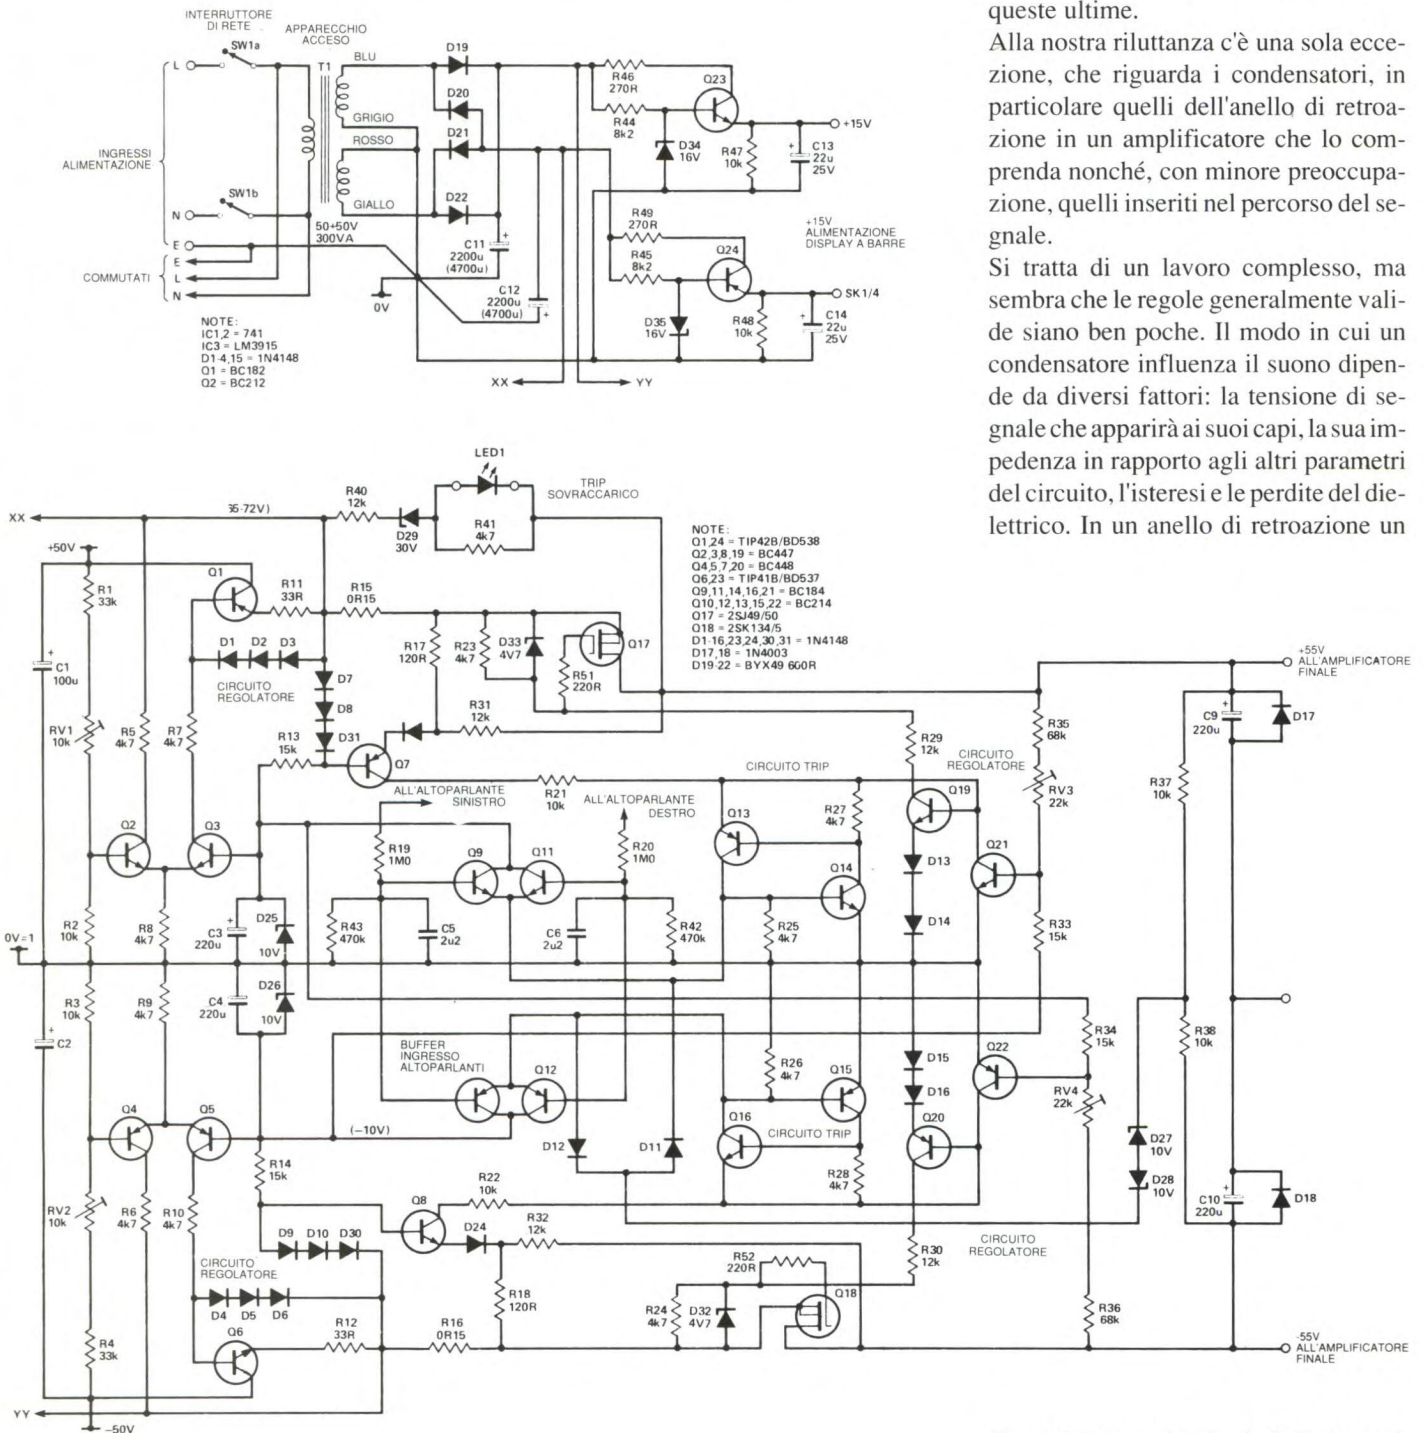 INTERRUTTORE
DI RETE
SW1a
APPARECCHIO
ACCESO
L
T1
BLU
GRIGIO
ROSSO
GIALLO
INGRESSI
ALIMENTAZIONE
SW1b
N
E
50+50V
300VA
COMMUTATI
E
L
N
0V
D19
D20
D21
D22
C11
2200u
(4700u)
C12
2200u
(4700u)
R46
270R
R44
8k2
Q23
D34
16V
R47
10k
+15V
C13
22u
25V
R49
270R
R45
8k2
Q24
D35
16V
R48
10k
+15V
ALIMENTAZIONE
DISPLAY A BARRE
SK1/4
C14
22u
25V
XX
YY
NOTE:
IC1,2 = 741
IC3 = LM3915
D1-4,15 = 1N4148
Q1 = BC182
Q2 = BC212
queste ultime.
Alla nostra riluttanza c'è una sola ecce-
zione, che riguarda i condensatori, in
particolare quelli dell'anello di retroa-
zione in un amplificatore che lo com-
prenda nonché, con minore preoccupa-
zione, quelli inseriti nel percorso del se-
gnale.
Si tratta di un lavoro complesso, ma
sembra che le regole generalmente vali-
de siano ben poche. Il modo in cui un
condensatore influenza il suono dipen-
de da diversi fattori: la tensione di se-
gnale che apparirà ai suoi capi, la sua im-
pedenza in rapporto agli altri parametri
del circuito, l'isteresi e le perdite del die-
lettrico. In un anello di retroazione un
XX
+50V
R40
12k
D29
30V
LED1
R41
4k7
TRIP
SOVRACCARICO
NOTE:
Q1,24 = TIP42B/BD538
Q2,3,8,19 = BC447
Q4,5,7,20 = BC448
Q6,23 = TIP41B/BD537
Q9,11,14,16,21 = BC184
Q10,12,13,15,22 = BC214
Q17 = 2SJ49/50
Q18 = 2SK134/5
D1-16,23,24,30,31 = 1N4148
D17,18 = 1N4003
D19-22 = BYX49 600R
R1
33k
Q1
R11
33R
R15
0R15
R17
120R
R23
4k7
D33
4V7
R51
220R
Q17
+55V
ALL'AMPLIFICATORE
FINALE
C1
100u
D1
D2
D3
CIRCUITO
REGOLATORE
D7
D8
D31
R31
12k
RV1
10k
R5
4k7
R7
4k7
R13
15k
Q7
R29
12k
CIRCUITO
REGOLATORE
R35
68k
RV3
22k
C9
220u
D17
R37
10k
R21
10k
CIRCUITO TRIP
ALL'ALTOPARLANTE
SINISTRO
ALL'ALTOPARLANTE
DESTRO
Q13
R27
4k7
Q19
Q2
Q3
R19
1M0
Q9
Q11
R20
1M0
Q14
D13
Q21
R2
10k
R8
4k7
C3
220u
D25
10V
R43
470k
C5
2u2
C6
2u2
R42
470k
R25
4k7
D14
R33
15k
0V=1
R3
10k
R9
4k7
C4
220u
D26
10V
C2
BUFFER
INGRESSO
ALTOPARLANTI
Q12
R26
4k7
Q15
D15
D16
Q22
R34
15k
RV4
22k
R38
10k
Q4
Q5
(−10V)
D12
D11
Q16
CIRCUITO TRIP
Q20
D27
10V
D28
10V
R14
15k
RV2
10k
R6
4k7
R10
4k7
Q8
R22
10k
R28
4k7
C10
220u
D18
D9
D10
D30
D24
R32
12k
R30
12k
CIRCUITO
REGOLATORE
CIRCUITO
REGOLATORE
D4
D5
D6
R18
120R
R52
220R
Q18
R24
4k7
D32
4V7
R36
68k
R4
33k
Q6
R12
33R
R16
0R15
-55V
ALL'AMPLIFICATORE
FINALE
YY
−50V